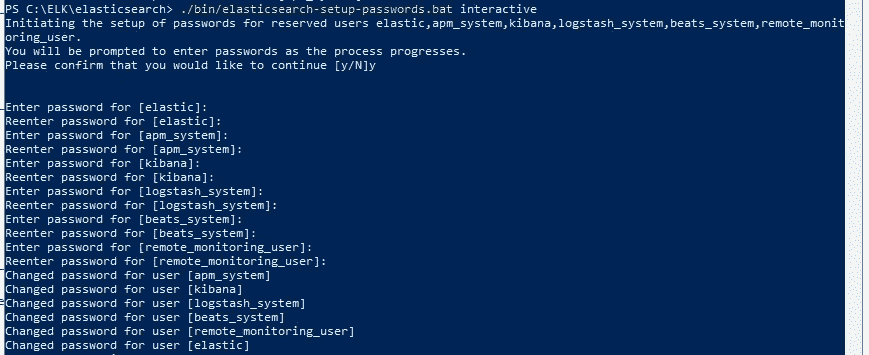 PS C:\ELK\elasticsearch> ./bin/elasticsearch-setup-passwords.bat interactive
Initiating the setup of passwords for reserved users elastic,apm_system,kibana,logstash_system,beats_system,remote_monit
oring_user.
You will be prompted to enter passwords as the process progresses.
Please confirm that you would like to continue [y/N]y
Enter password for [elastic]:
Reenter password for [elastic]:
Enter password for [apm_system]:
Reenter password for [apm_system]:
Enter password for [kibana]:
Reenter password for [kibana]:
Enter password for [logstash_system]:
Reenter password for [logstash_system]:
Enter password for [beats_system]:
Reenter password for [beats_system]:
Enter password for [remote_monitoring_user]:
Reenter password for [remote_monitoring_user]:
Changed password for user [apm_system]
Changed password for user [kibana]
Changed password for user [logstash_system]
Changed password for user [beats_system]
Changed password for user [remote_monitoring_user]
Changed password for user [elastic]